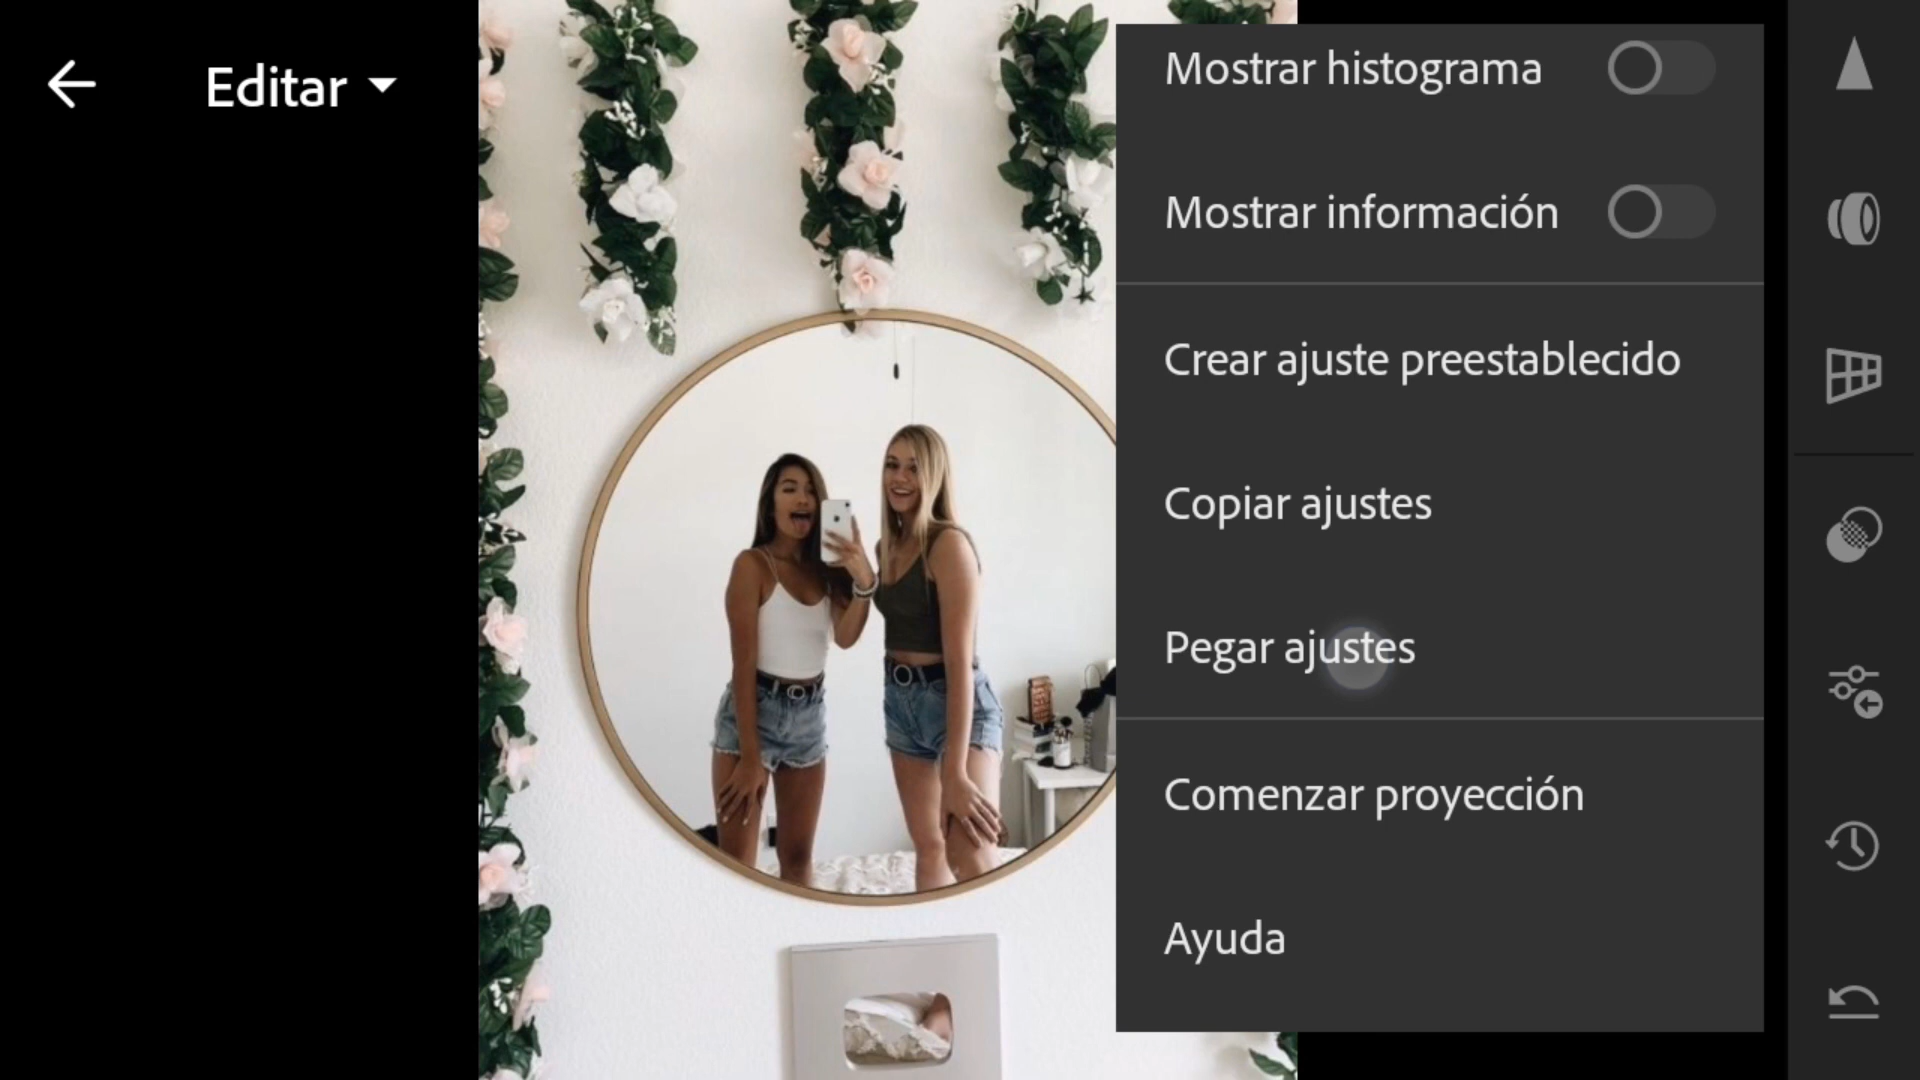 Editar
Mostrar histograma
Mostrar información
Crear ajuste preestablecido
Copiar ajustes
Pegar ajustes
Comenzar proyección
Ayuda